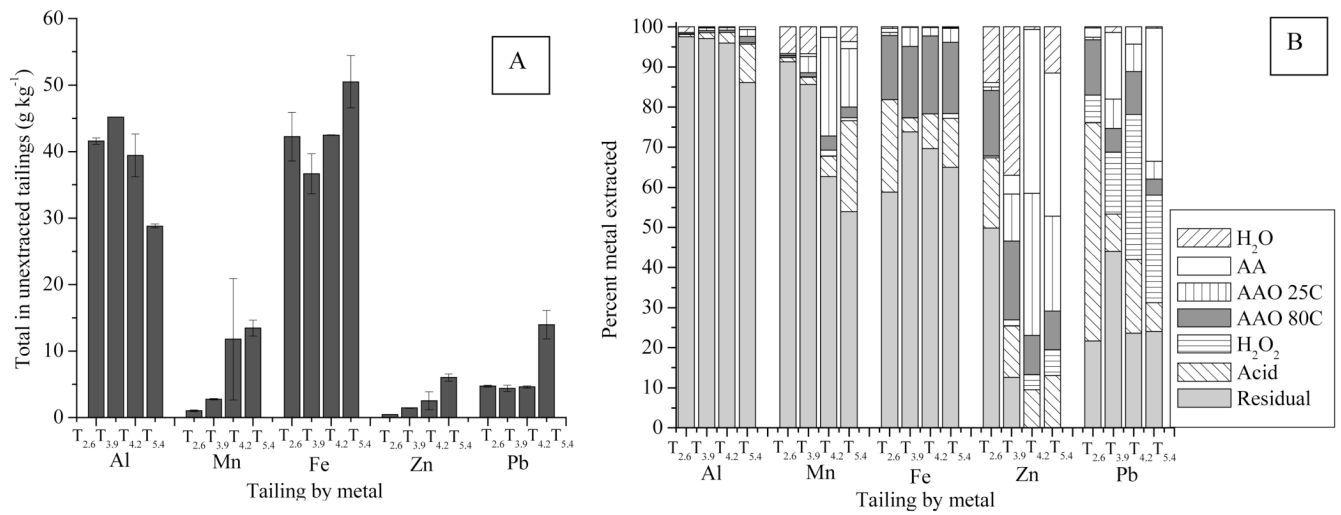 A
Total in unextracted tailings (g kg⁻¹)
60
50
40
30
20
10
0
T2.6 T3.9 T4.2 T5.4 T2.6 T3.9 T4.2 T5.4 T2.6 T3.9 T4.2 T5.4 T2.6 T3.9 T4.2 T5.4 T2.6 T3.9 T4.2 T5.4
Al Mn Fe Zn Pb
Tailing by metal
B
Percent metal extracted
100
90
80
70
60
50
40
30
20
10
0
T2.6 T3.9 T4.2 T5.4 T2.6 T3.9 T4.2 T5.4 T2.6 T3.9 T4.2 T5.4 T2.6 T3.9 T4.2 T5.4 T2.6 T3.9 T4.2 T5.4
Al Mn Fe Zn Pb
Tailing by metal
H₂O
AA
AAO 25C
AAO 80C
H₂O₂
Acid
Residual